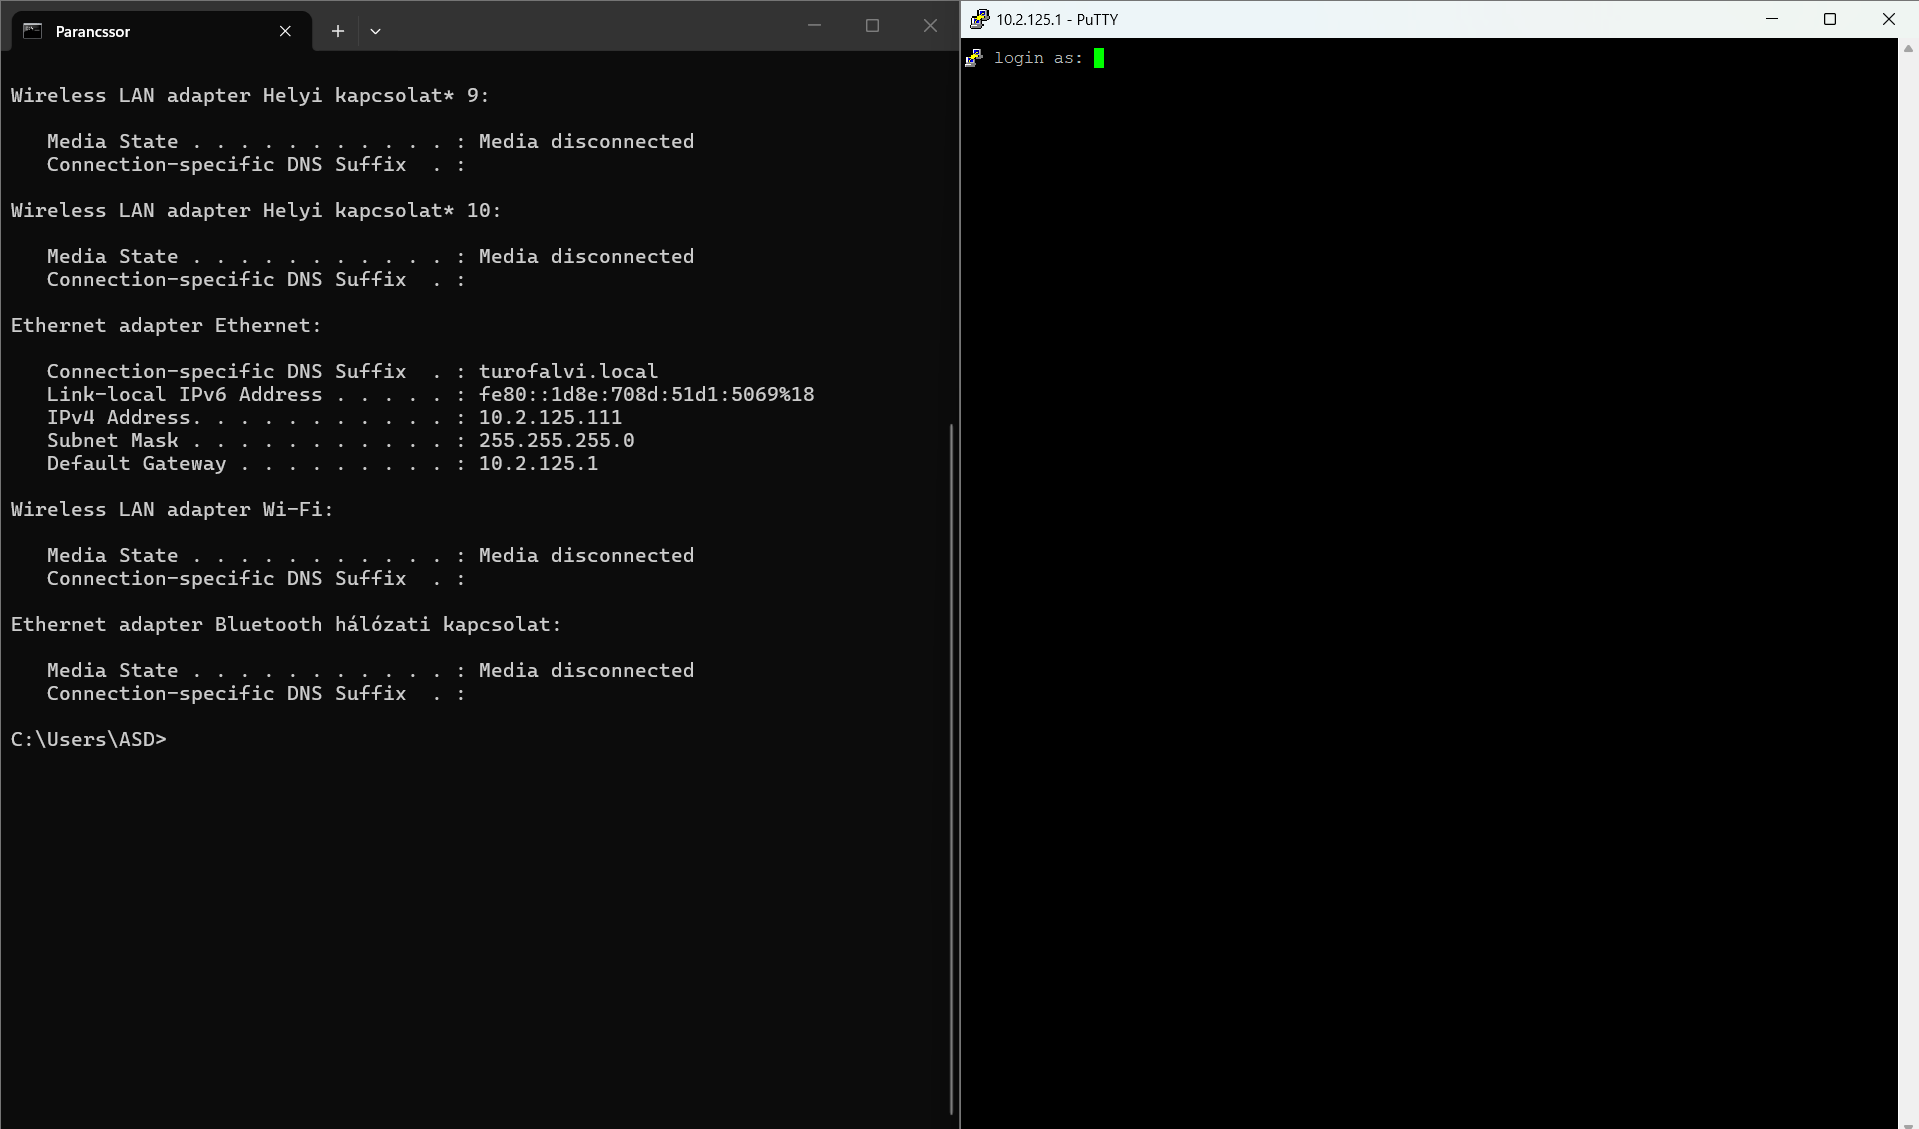 Parancssor
Wireless LAN adapter Helyi kapcsolat* 9:
Media State . . . . . . . . . . . : Media disconnected
Connection-specific DNS Suffix  . :
Wireless LAN adapter Helyi kapcsolat* 10:
Media State . . . . . . . . . . . : Media disconnected
Connection-specific DNS Suffix  . :
Ethernet adapter Ethernet:
Connection-specific DNS Suffix  . : turofalvi.local
Link-local IPv6 Address . . . . . : fe80::1d8e:708d:51d1:5069%18
IPv4 Address. . . . . . . . . . . : 10.2.125.111
Subnet Mask . . . . . . . . . . . : 255.255.255.0
Default Gateway . . . . . . . . . : 10.2.125.1
Wireless LAN adapter Wi-Fi:
Media State . . . . . . . . . . . : Media disconnected
Connection-specific DNS Suffix  . :
Ethernet adapter Bluetooth hálózati kapcsolat:
Media State . . . . . . . . . . . : Media disconnected
Connection-specific DNS Suffix  . :
C:\Users\ASD>
10.2.125.1 - PuTTY
login as: